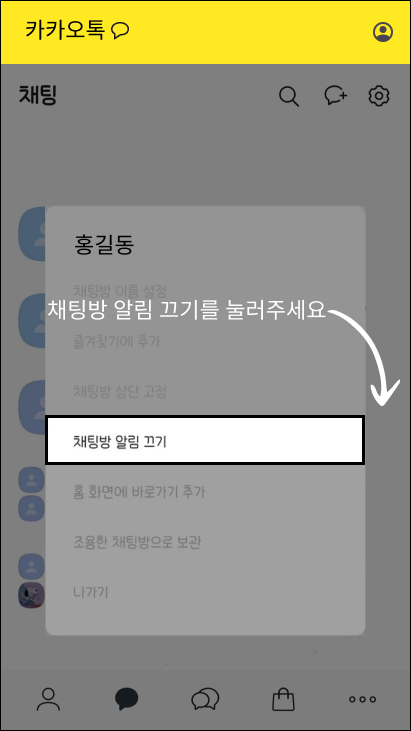 카카오톡
채팅
홍길동
채팅방 이름 설정
채팅방 알림 끄기를 눌러주세요
즐겨찾기에 추가
채팅방 상단 고정
채팅방 알림 끄기
홈 화면에 바로가기 추가
조용한 채팅방으로 보관
나가기